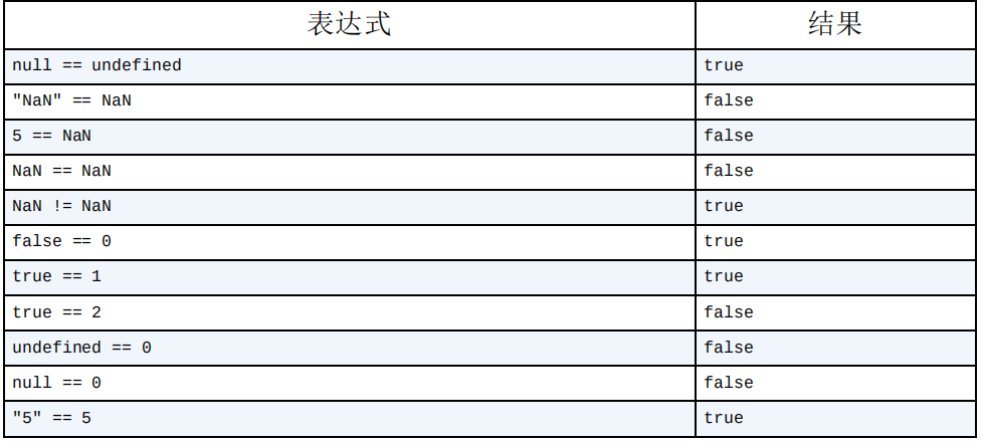 表达式 结果
null == undefined true
"NaN" == NaN false
5 == NaN false
NaN == NaN false
NaN != NaN true
false == 0 true
true == 1 true
true == 2 false
undefined == 0 false
null == 0 false
"5" == 5 true